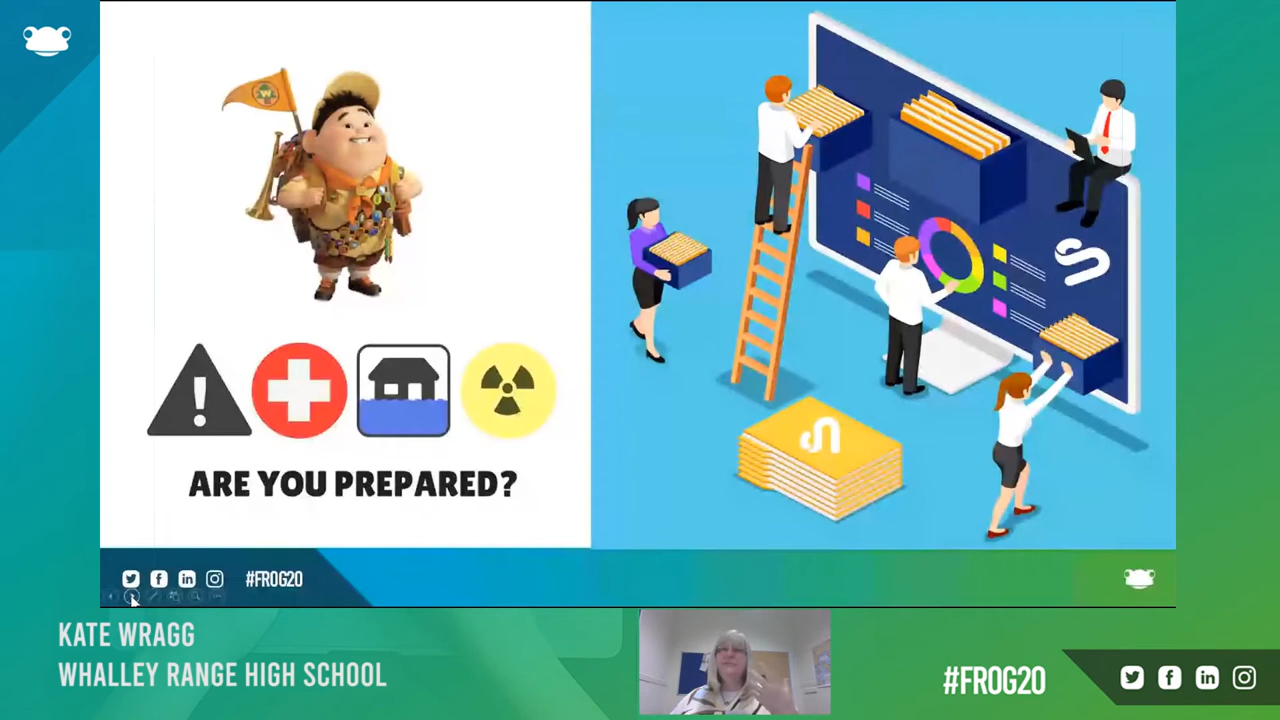 W
ARE YOU PREPARED?
#FROG20
KATE WRAGG
WHALLEY RANGE HIGH SCHOOL
#FROG20